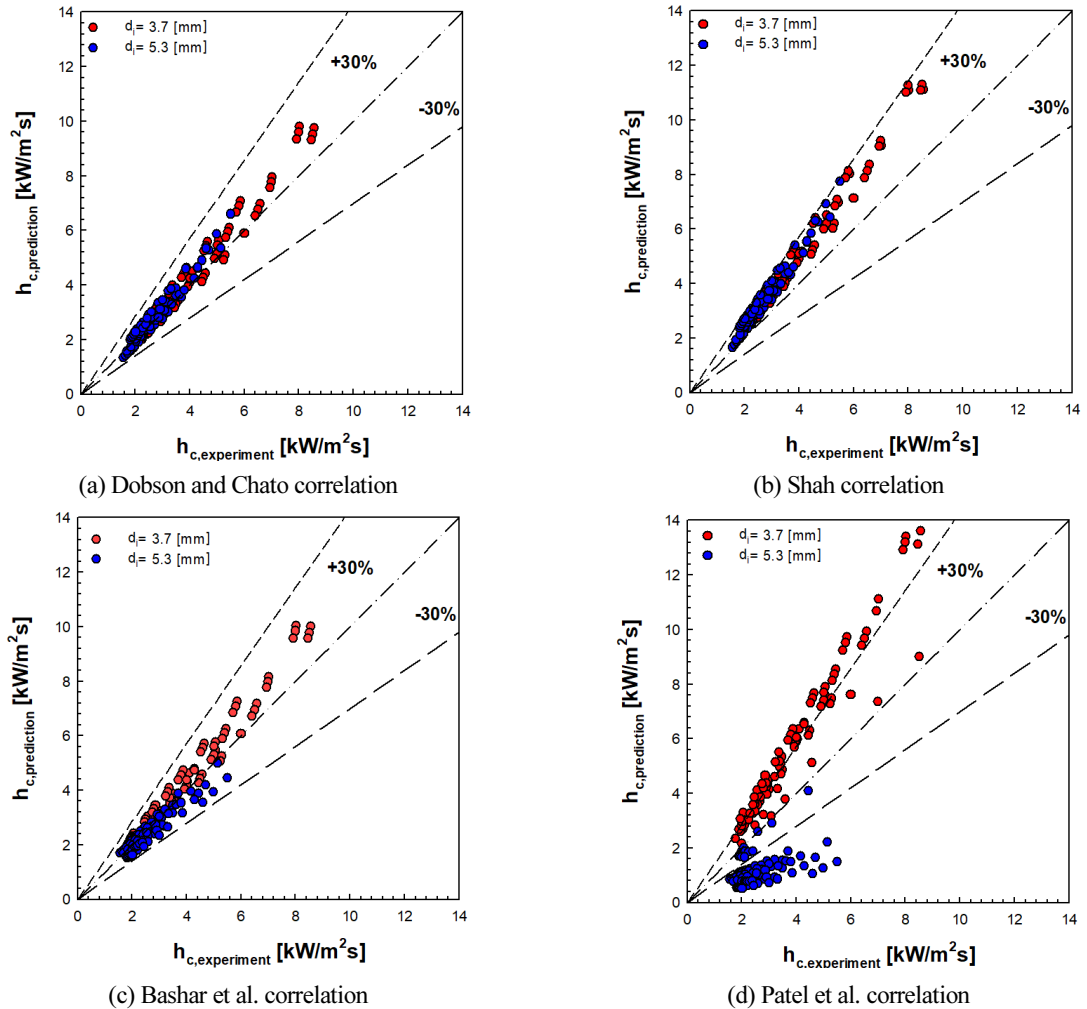 d_i= 3.7 [mm]
d_i= 5.3 [mm]
+30%
-30%
14
12
10
8
6
4
2
0
h_c,prediction [kW/m²s]
0 2 4 6 8 10 12 14
h_c,experiment [kW/m²s]
(a) Dobson and Chato correlation
d_i= 3.7 [mm]
d_i= 5.3 [mm]
+30%
-30%
14
12
10
8
6
4
2
0
h_c,prediction [kW/m²s]
0 2 4 6 8 10 12 14
h_c,experiment [kW/m²s]
(b) Shah correlation
d_i= 3.7 [mm]
d_i= 5.3 [mm]
+30%
-30%
14
12
10
8
6
4
2
0
h_c,prediction [kW/m²s]
0 2 4 6 8 10 12 14
h_c,experiment [kW/m²s]
(c) Bashar et al. correlation
d_i= 3.7 [mm]
d_i= 5.3 [mm]
+30%
-30%
14
12
10
8
6
4
2
0
h_c,prediction [kW/m²s]
0 2 4 6 8 10 12 14
h_c,experiment [kW/m²s]
(d) Patel et al. correlation